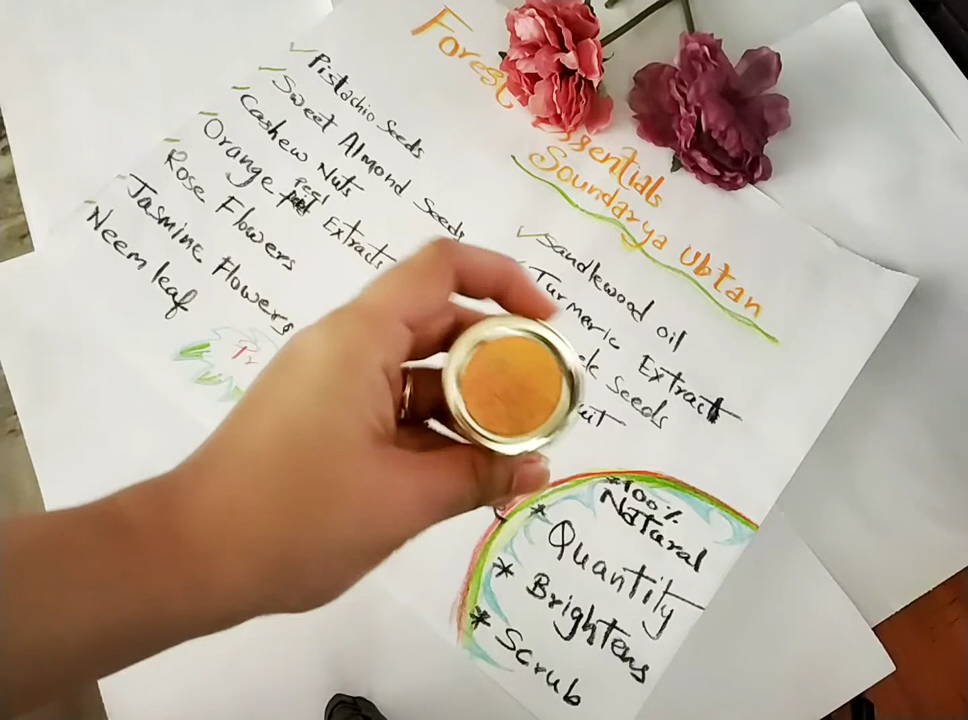 Forest
Essentials
Soundarya Ubtan
Pistachio Seeds
Sweet Almond Seeds
Cashew Nuts
Orange Peel Extracts
Rose Flowers
Jasmine Flowers
Neem leaf
Sandlewood oil
Turmeric Extract
Seeds
*100%
Natural
* Quantity
* Brightens
* Scrub